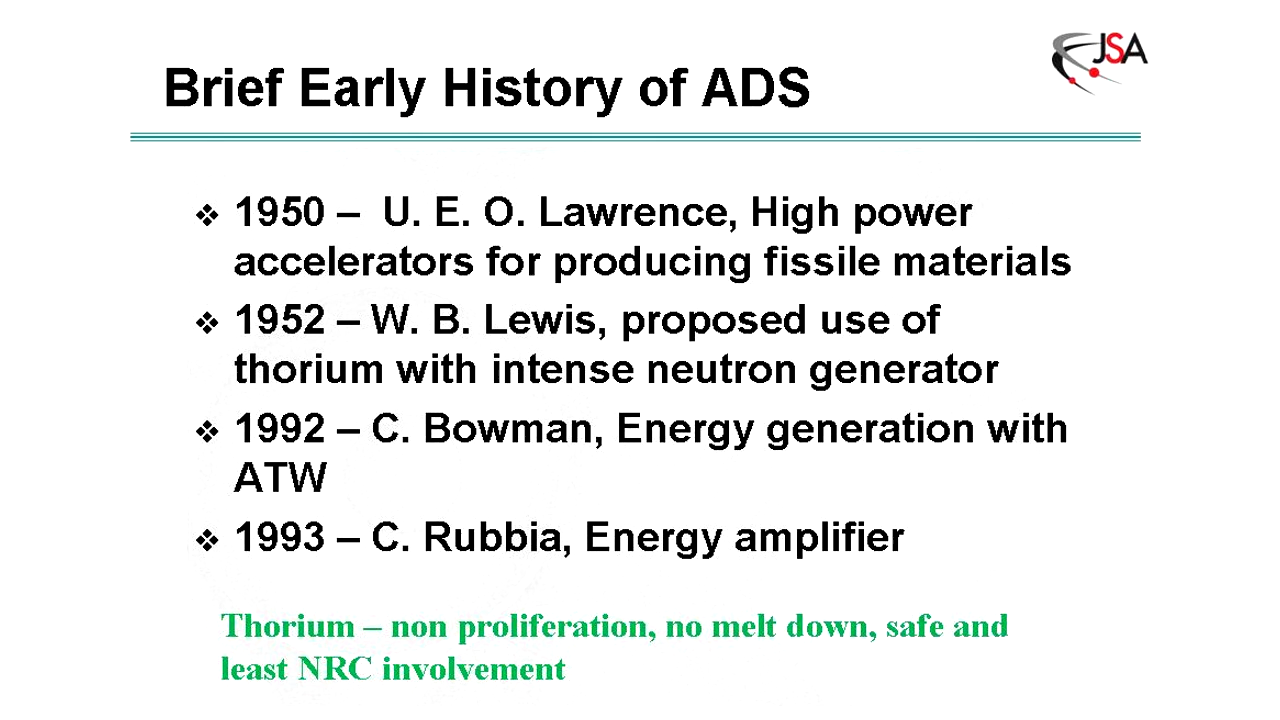 JSA
Brief Early History of ADS
❖ 1950 – U. E. O. Lawrence, High power
accelerators for producing fissile materials
❖ 1952 – W. B. Lewis, proposed use of
thorium with intense neutron generator
❖ 1992 – C. Bowman, Energy generation with
ATW
❖ 1993 – C. Rubbia, Energy amplifier
Thorium – non proliferation, no melt down, safe and
least NRC involvement